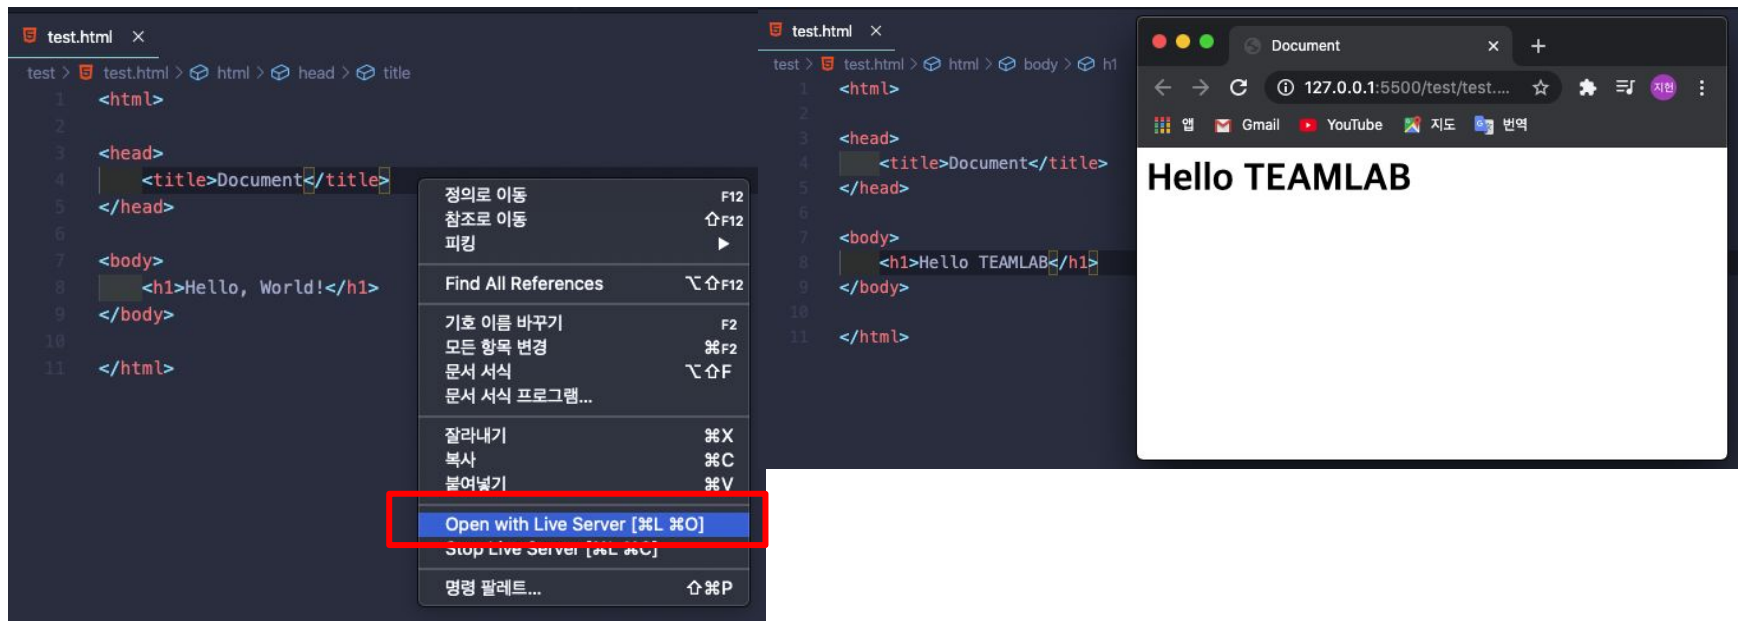 test.html ×
test > test.html > html > head > title
1 <html>
2
3 <head>
4 <title>Document</title>
5 </head>
6
7 <body>
8 <h1>Hello, World!</h1>
9 </body>
10
11 </html>
정의로 이동 F12
참조로 이동 ⇧F12
피킹 ▶
Find All References ⌥⇧F12
기호 이름 바꾸기 F2
모든 항목 변경 ⌘F2
문서 서식 ⌥⇧F
문서 서식 프로그램...
잘라내기 ⌘X
복사 ⌘C
붙여넣기 ⌘V
Open with Live Server [⌘L ⌘O]
Stop Live Server [⌘L ⌘C]
명령 팔레트... ⇧⌘P
test.html ×
test > test.html > html > body > h1
1 <html>
2
3 <head>
4 <title>Document</title>
5 </head>
6
7 <body>
8 <h1>Hello TEAMLAB</h1>
9 </body>
10
11 </html>
Document × +
127.0.0.1:5500/test/test.... 지헌
앱 Gmail YouTube 지도 번역
Hello TEAMLAB